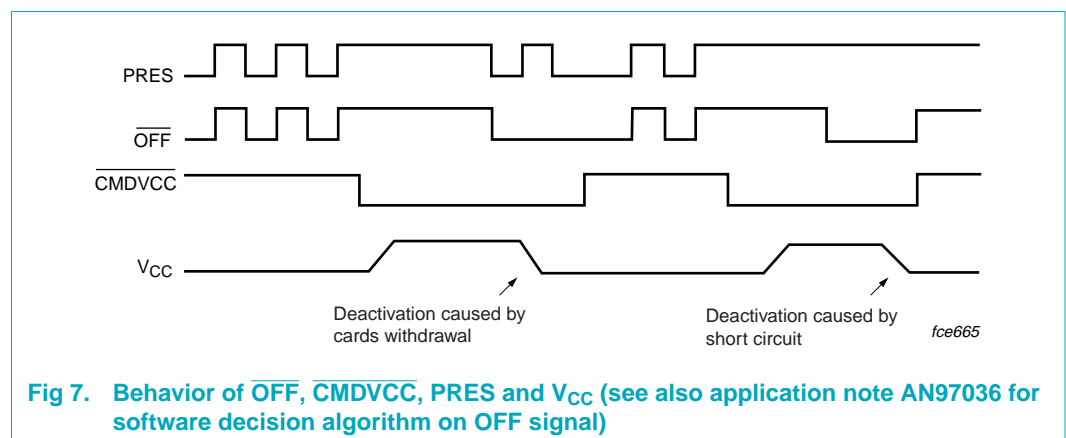 PRES
OFF
CMDVCC
VCC
Deactivation caused by
cards withdrawal
Deactivation caused by
short circuit
fce665
Fig 7. Behavior of OFF, CMDVCC, PRES and VCC (see also application note AN97036 for
software decision algorithm on OFF signal)